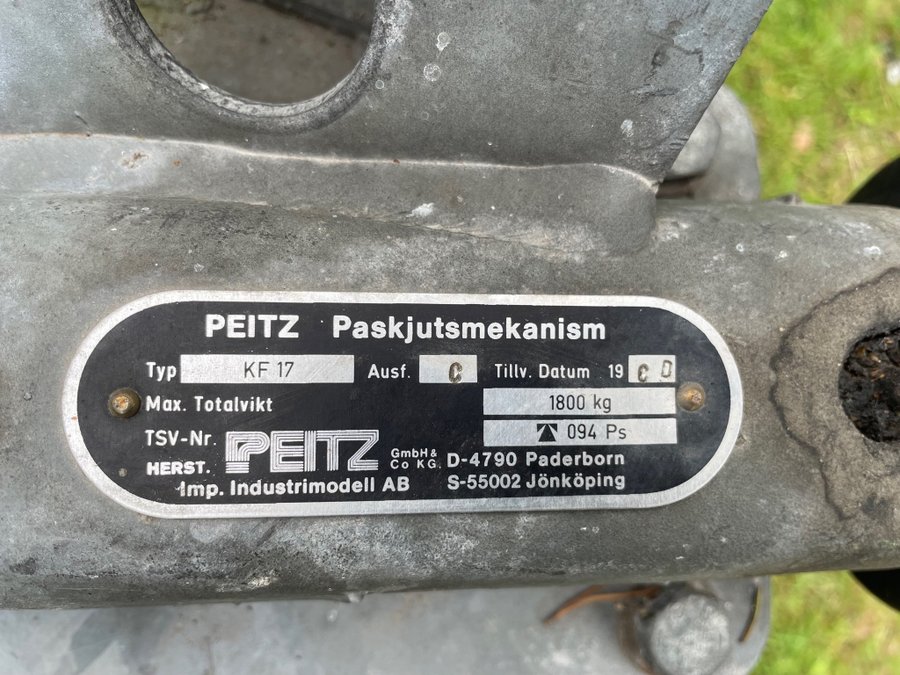 PEITZ Paskjutsmekanism
Typ KF 17 Ausf. C Tillv. Datum 19 C D
Max. Totalvikt 1800 kg
TSV-Nr. 094 Ps
HERST. PEITZ GmbH & Co KG D-4790 Paderborn
Imp. Industrimodell AB S-55002 Jönköping